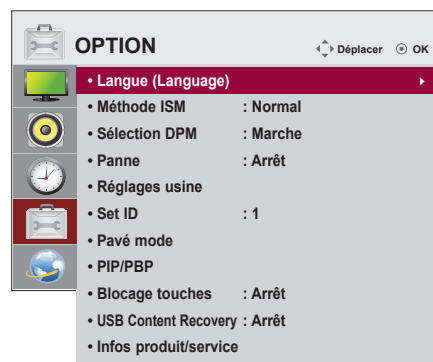 OPTION
Déplacer OK
• Langue (Language)
• Méthode ISM : Normal
• Sélection DPM : Marche
• Panne : Arrêt
• Réglages usine
• Set ID : 1
• Pavé mode
• PIP/PBP
• Blocage touches : Arrêt
• USB Content Recovery : Arrêt
• Infos produit/service